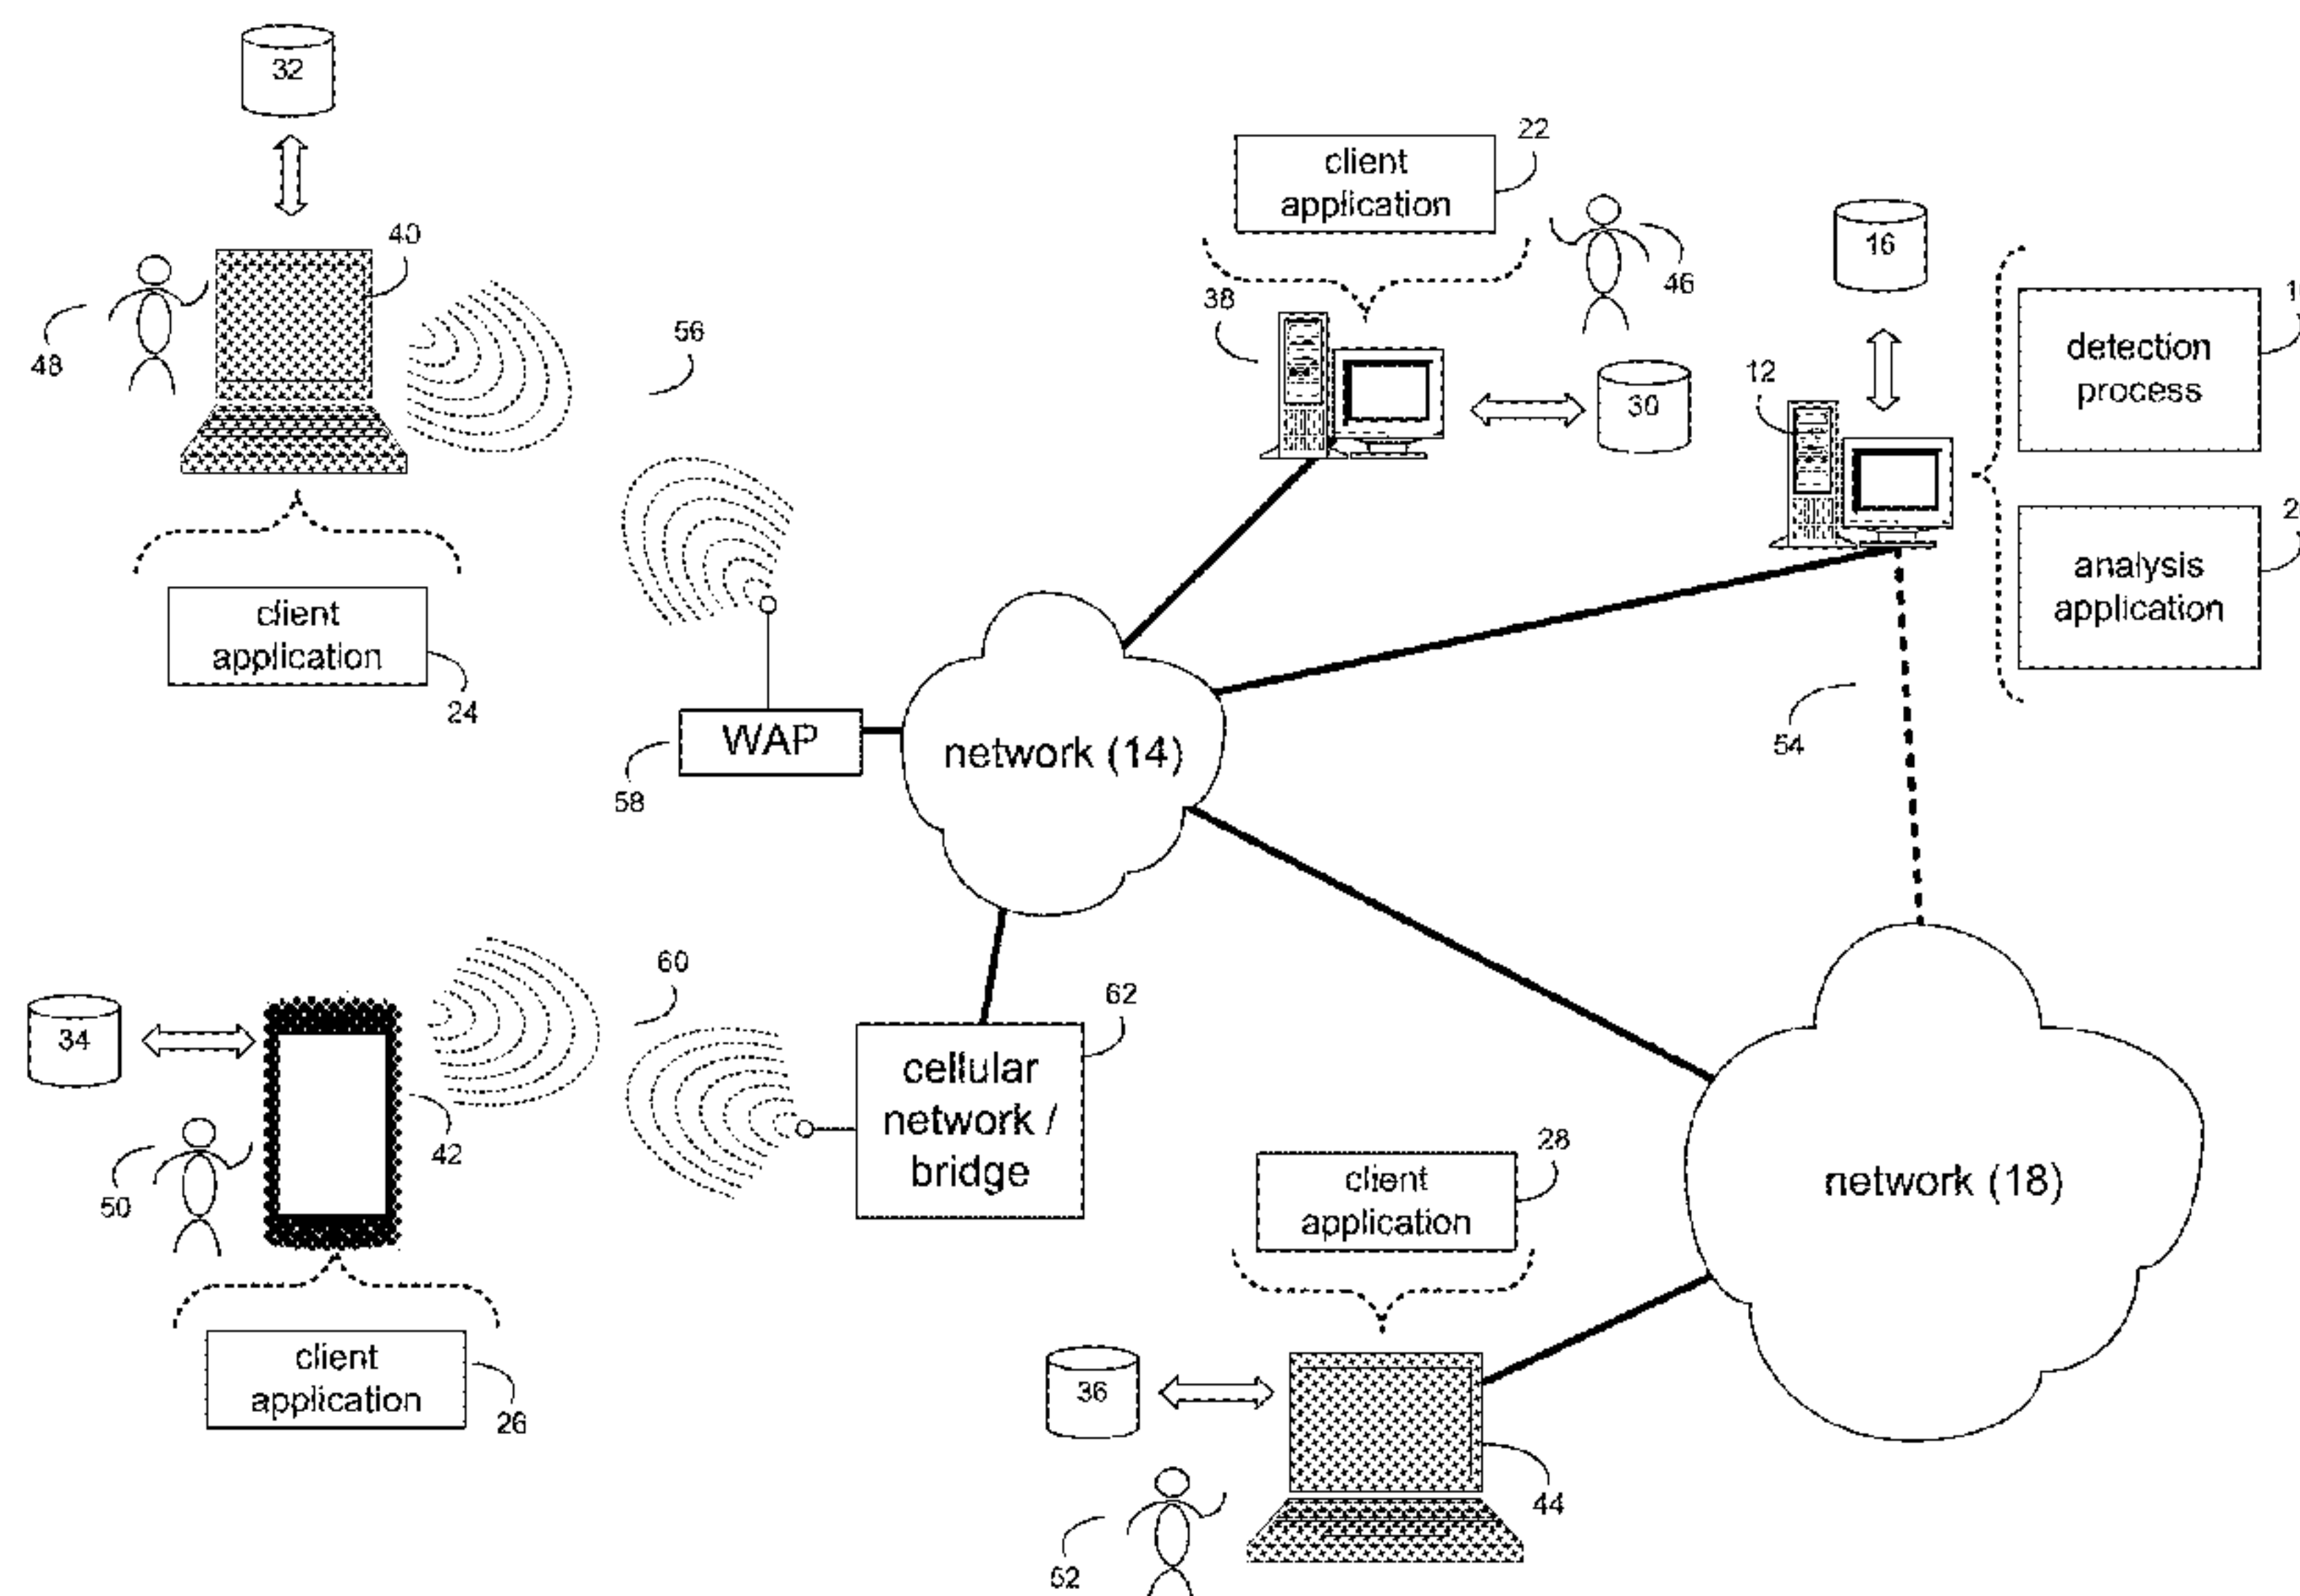 32
22
client
application
16
40
46
38
10
detection
process
48
56
12
30
20
analysis
application
client
application
24
WAP
network (14)
54
58
60
62
34
cellular
network /
bridge
42
28
50
client
application
network (18)
client
application
26
36
44
52